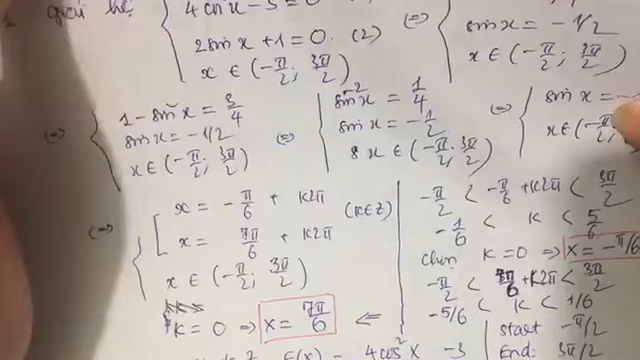 giải hệ
4cos²x - 3 = 0
2sin x + 1 = 0. (2)
x ∈ (-π/2; 3π/2)
⇔
sin x = -1/2
x ∈ (-π/2; 3π/2)
⇔
1 - sin²x = 3/4
sin x = -1/2
x ∈ (-π/2; 3π/2)
⇔
sin²x = 1/4
sin x = -1/2
x ∈ (-π/2; 3π/2)
⇔
sin x =
x ∈ (-π/2
⇔
x = -π/6 + k2π
x = 7π/6 + k2π
(k∈Z)
x ∈ (-π/2; 3π/2)
k = 0 ⇒ x = 7π/6 ⇐
-π/2 < -π/6 + k2π < 3π/2
-1/6 < k < 5/6
chọn k = 0 ⇒ x = -π/6
-π/2 < 7π/6 + k2π < 3π/2
-5/6 < k < 1/6
start -π/2
End: 3π/2
F(x) = 4cos²x - 3